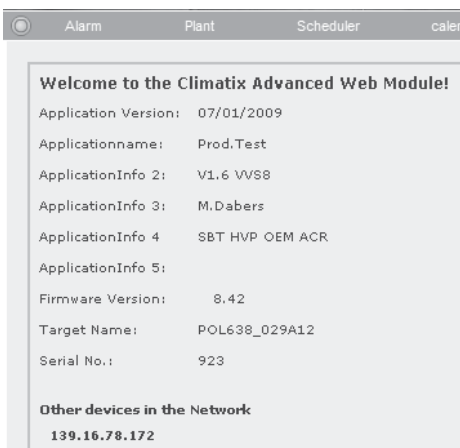 Alarm Plant Scheduler caler
Welcome to the Climatix Advanced Web Module!
Application Version: 07/01/2009
Applicationname: Prod.Test
ApplicationInfo 2: V1.6 VVS8
ApplicationInfo 3: M.Dabers
ApplicationInfo 4 SBT HVP OEM ACR
ApplicationInfo 5:
Firmware Version: 8.42
Target Name: POL638_029A12
Serial No.: 923
Other devices in the Network
139.16.78.172